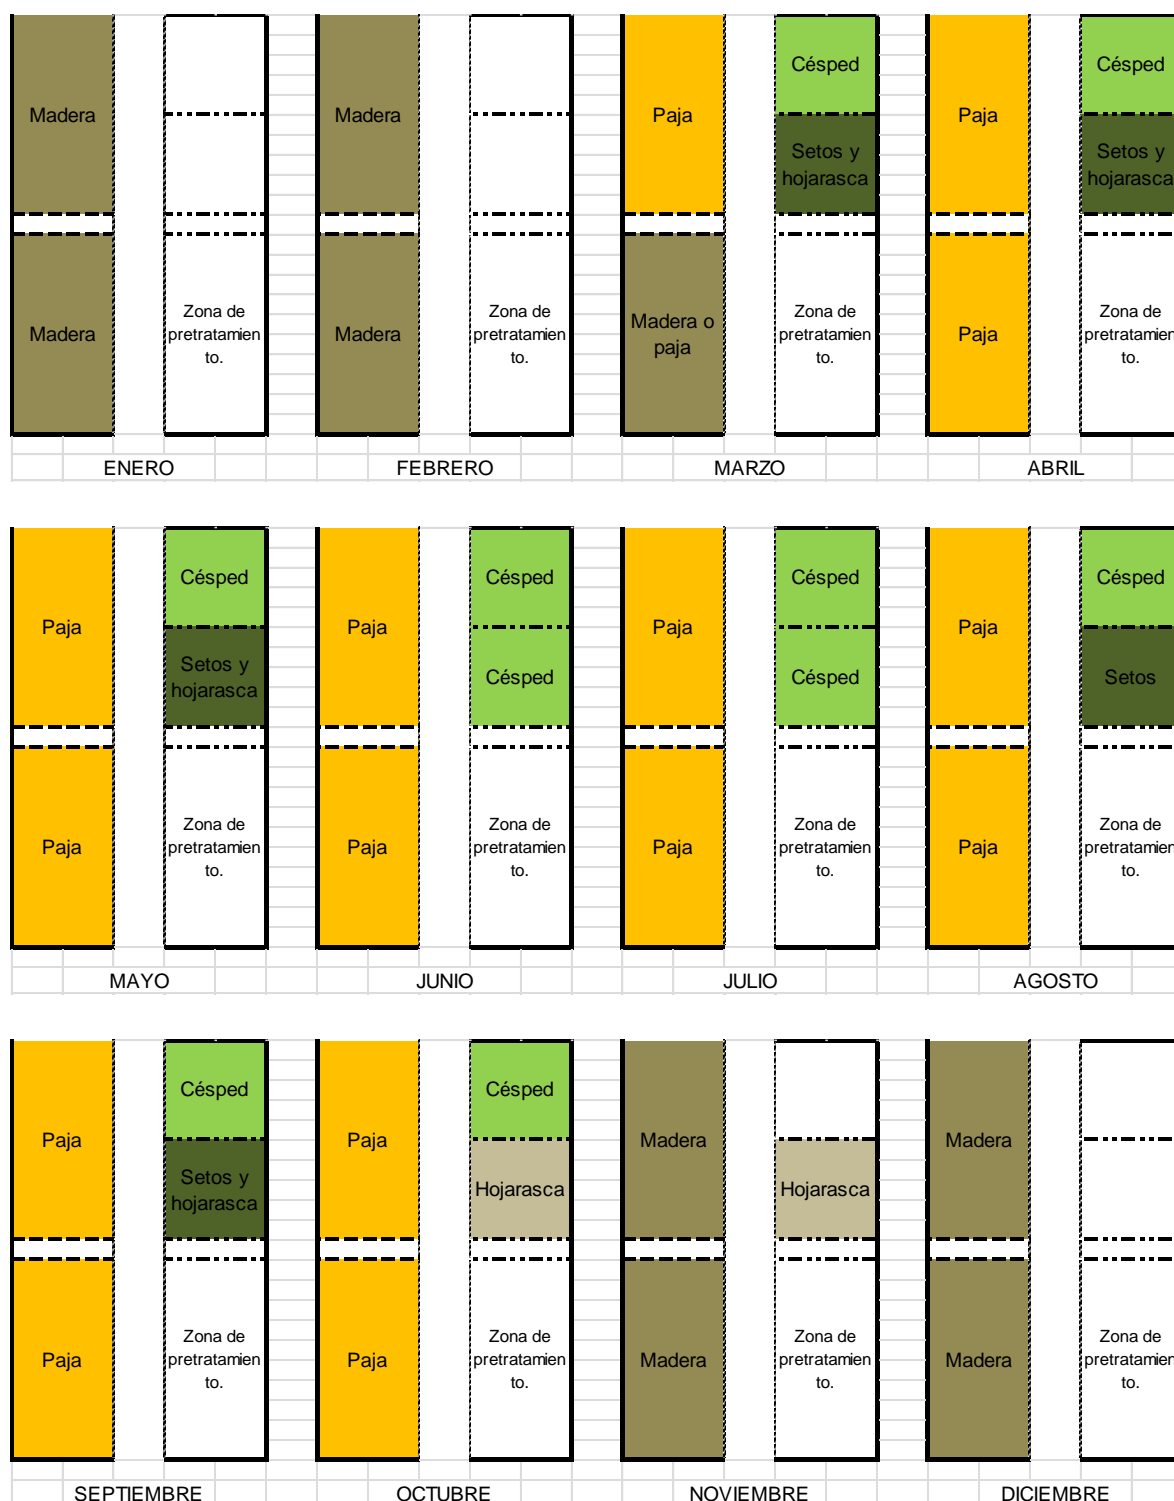 Madera
Madera
Zona de
pretratamien
to.
ENERO
Madera
Madera
Zona de
pretratamien
to.
FEBRERO
Paja
Césped
Setos y
hojarasca
Madera o
paja
Zona de
pretratamien
to.
MARZO
Paja
Césped
Setos y
hojarasca
Paja
Zona de
pretratamien
to.
ABRIL
Paja
Césped
Setos y
hojarasca
Paja
Zona de
pretratamien
to.
MAYO
Paja
Césped
Césped
Paja
Zona de
pretratamien
to.
JUNIO
Paja
Césped
Césped
Paja
Zona de
pretratamien
to.
JULIO
Paja
Césped
Setos
Paja
Zona de
pretratamien
to.
AGOSTO
Paja
Césped
Setos y
hojarasca
Paja
Zona de
pretratamien
to.
SEPTIEMBRE
Paja
Césped
Hojarasca
Paja
Zona de
pretratamien
to.
OCTUBRE
Madera
Hojarasca
Madera
Zona de
pretratamien
to.
NOVIEMBRE
Madera
Madera
Zona de
pretratamien
to.
DICIEMBRE